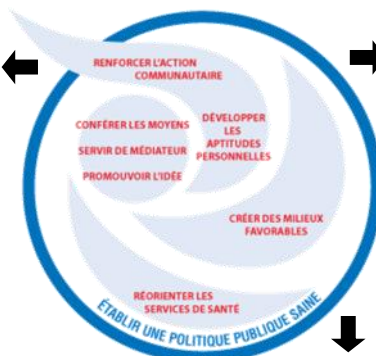 RENFORCER L'ACTION
COMMUNAUTAIRE
CONFÉRER LES MOYENS
SERVIR DE MÉDIATEUR
PROMOUVOIR L'IDÉE
DÉVELOPPER
LES
APTITUDES
PERSONNELLES
CRÉER DES MILIEUX
FAVORABLES
RÉORIENTER LES
SERVICES DE SANTÉ
ÉTABLIR UNE POLITIQUE PUBLIQUE SAINE